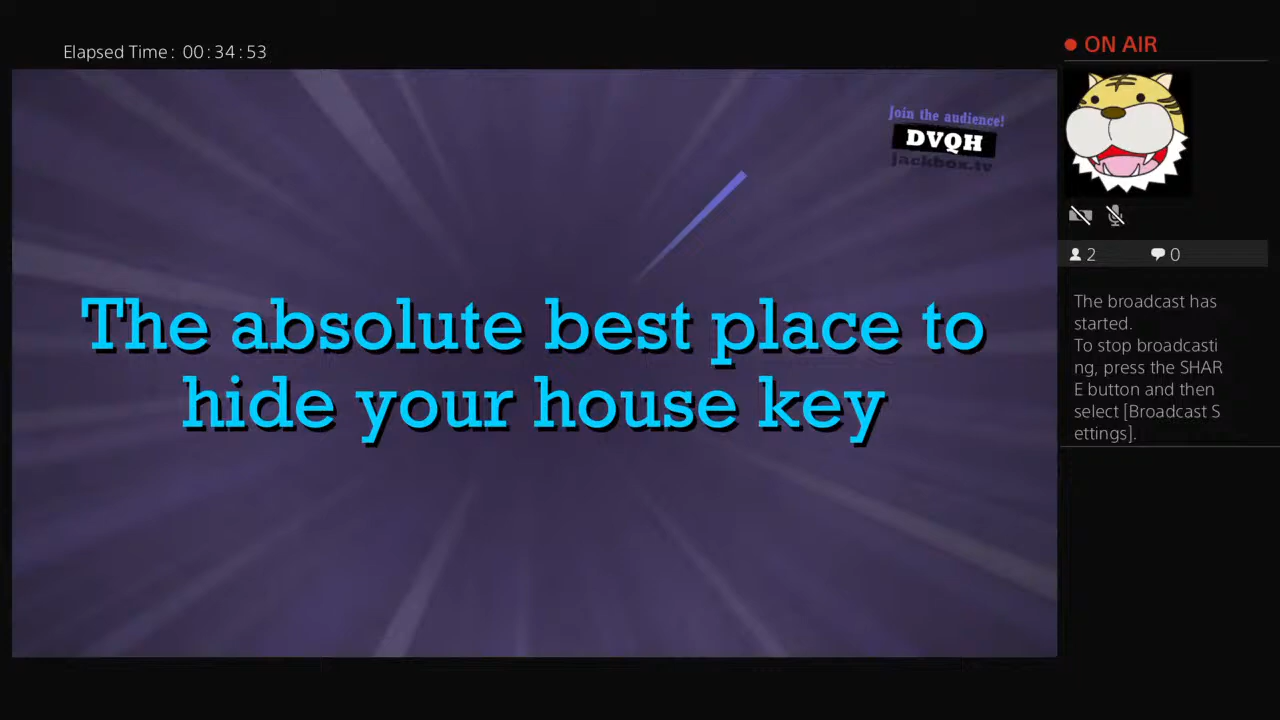 Elapsed Time: 00:34:53
ON AIR
Join the audience!
DVQH
jackbox.tv
2
0
The broadcast has
started.
To stop broadcasti
ng, press the SHAR
E button and then
select [Broadcast S
ettings].
The absolute best place to
hide your house key